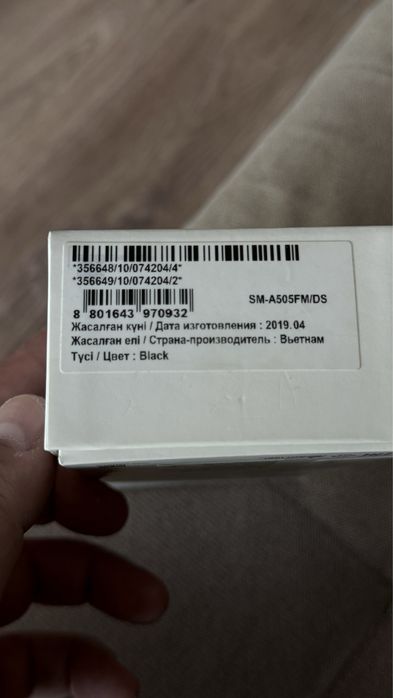 *356648/10/074204/4*
*356649/10/074204/2*
8 801643 970932
SM-A505FM/DS
Жасалған күні / Дата изготовления : 2019.04
Жасалған елі / Страна-производитель : Вьетнам
Түсі / Цвет : Black